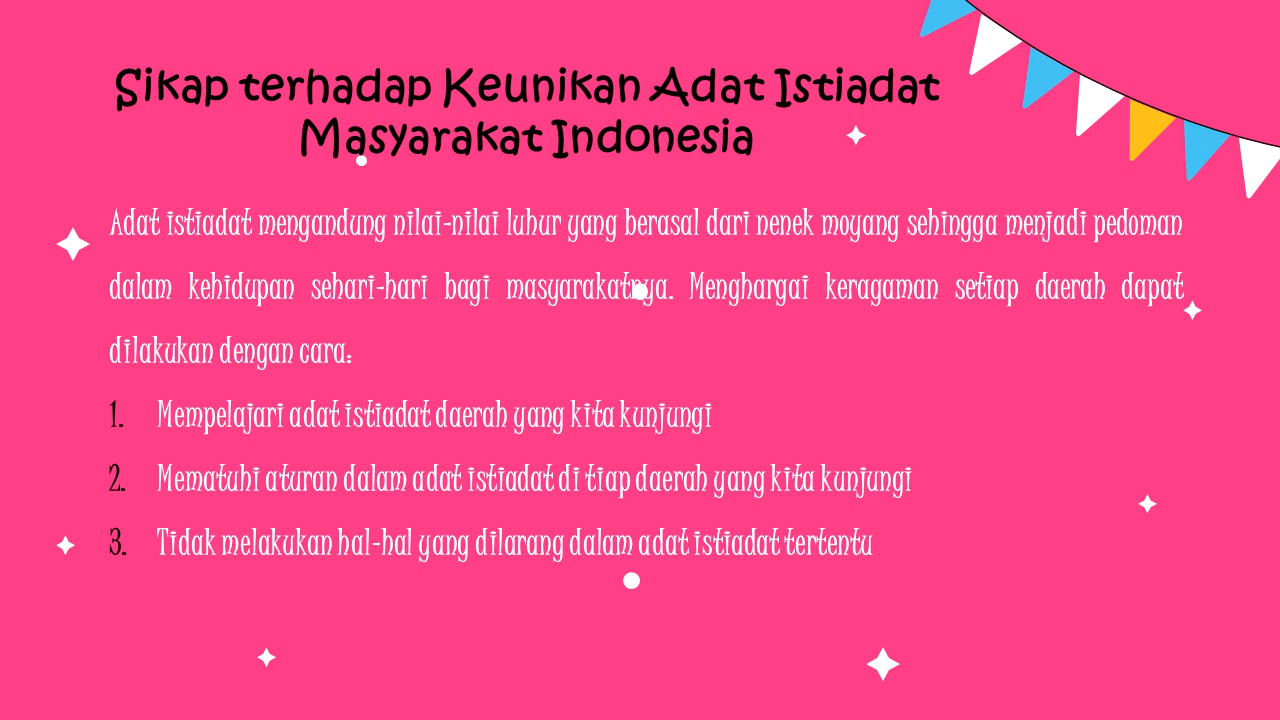 Sikap terhadap Keunikan Adat Istiadat
Masyarakat Indonesia
Adat istiadat mengandung nilai-nilai luhur yang berasal dari nenek moyang sehingga menjadi pedoman
dalam kehidupan sehari-hari bagi masyarakatnya. Menghargai keragaman setiap daerah dapat
dilakukan dengan cara:
1. Mempelajari adat istiadat daerah yang kita kunjungi
2. Mematuhi aturan dalam adat istiadat di tiap daerah yang kita kunjungi
3. Tidak melakukan hal-hal yang dilarang dalam adat istiadat tertentu